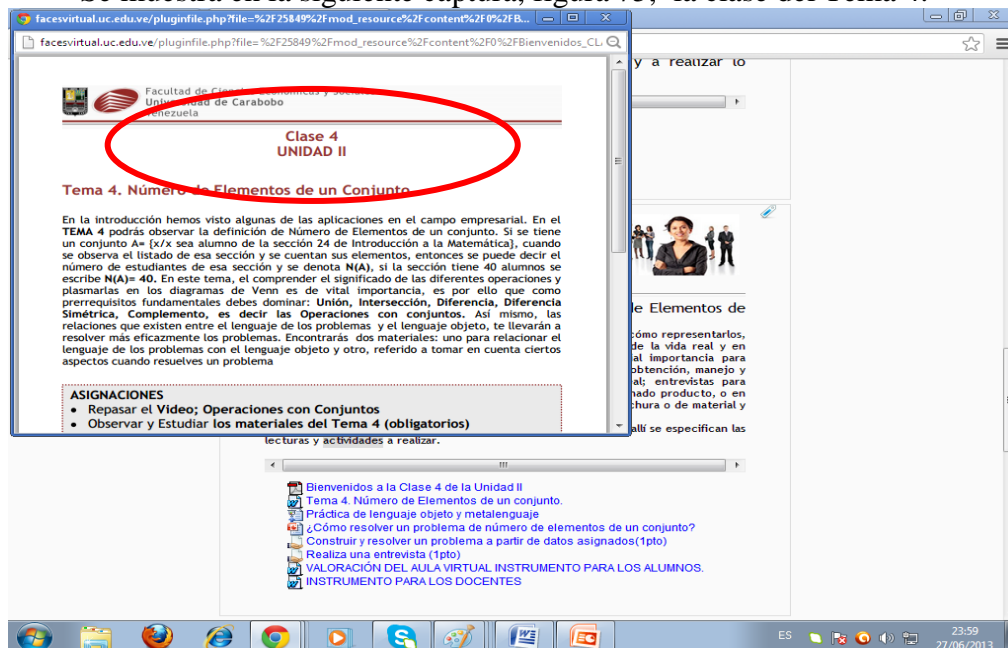 Se muestra en la siguiente captura, figura 73, la clase del Tema 4.
facesvirtual.uc.edu.ve/pluginfile.php?file=%2F25849%2Fmod_resource%2Fcontent%2F0%2FB...
facesvirtual.uc.edu.ve/pluginfile.php?file=%2F25849%2Fmod_resource%2Fcontent%2F0%2FBienvenidos_CL
Facultad de Ciencias Económicas y
Universidad de Carabobo
Venezuela
Clase 4
UNIDAD II
Tema 4. Número de Elementos de un Conjunto
En la introducción hemos visto algunas de las aplicaciones en el campo empresarial. En el
TEMA 4 podrás observar la definición de Número de Elementos de un conjunto. Si se tiene
un conjunto A= {x/x sea alumno de la sección 24 de Introducción a la Matemática}, cuando
se observa el listado de esa sección y se cuentan sus elementos, entonces se puede decir el
número de estudiantes de esa sección y se denota N(A), si la sección tiene 40 alumnos se
escribe N(A)= 40. En este tema, el comprender el significado de las diferentes operaciones y
plasmarlas en los diagramas de Venn es de vital importancia, es por ello que como
prerrequisitos fundamentales debes dominar: Unión, Intersección, Diferencia, Diferencia
Simétrica, Complemento, es decir las Operaciones con conjuntos. Así mismo, las
relaciones que existen entre el lenguaje de los problemas y el lenguaje objeto, te llevarán a
resolver más eficazmente los problemas. Encontrarás dos materiales: uno para relacionar el
lenguaje de los problemas con el lenguaje objeto y otro, referido a tomar en cuenta ciertos
aspectos cuando resuelves un problema
ASIGNACIONES
• Repasar el Video; Operaciones con Conjuntos
• Observar y Estudiar los materiales del Tema 4 (obligatorios)
y a realizar lo
de Elementos de
cómo representarlos,
de la vida real y en
al importancia para
obtención, manejo y
al; entrevistas para
nado producto, o en
chura o de material y
allí se especifican las
lecturas y actividades a realizar.
Bienvenidos a la Clase 4 de la Unidad II
Tema 4. Número de Elementos de un conjunto.
Práctica de lenguaje objeto y metalenguaje
¿Cómo resolver un problema de número de elementos de un conjunto?
Construir y resolver un problema a partir de datos asignados(1pto)
Realiza una entrevista (1pto)
VALORACIÓN DEL AULA VIRTUAL INSTRUMENTO PARA LOS ALUMNOS.
INSTRUMENTO PARA LOS DOCENTES
ES
23:59
27/06/2013